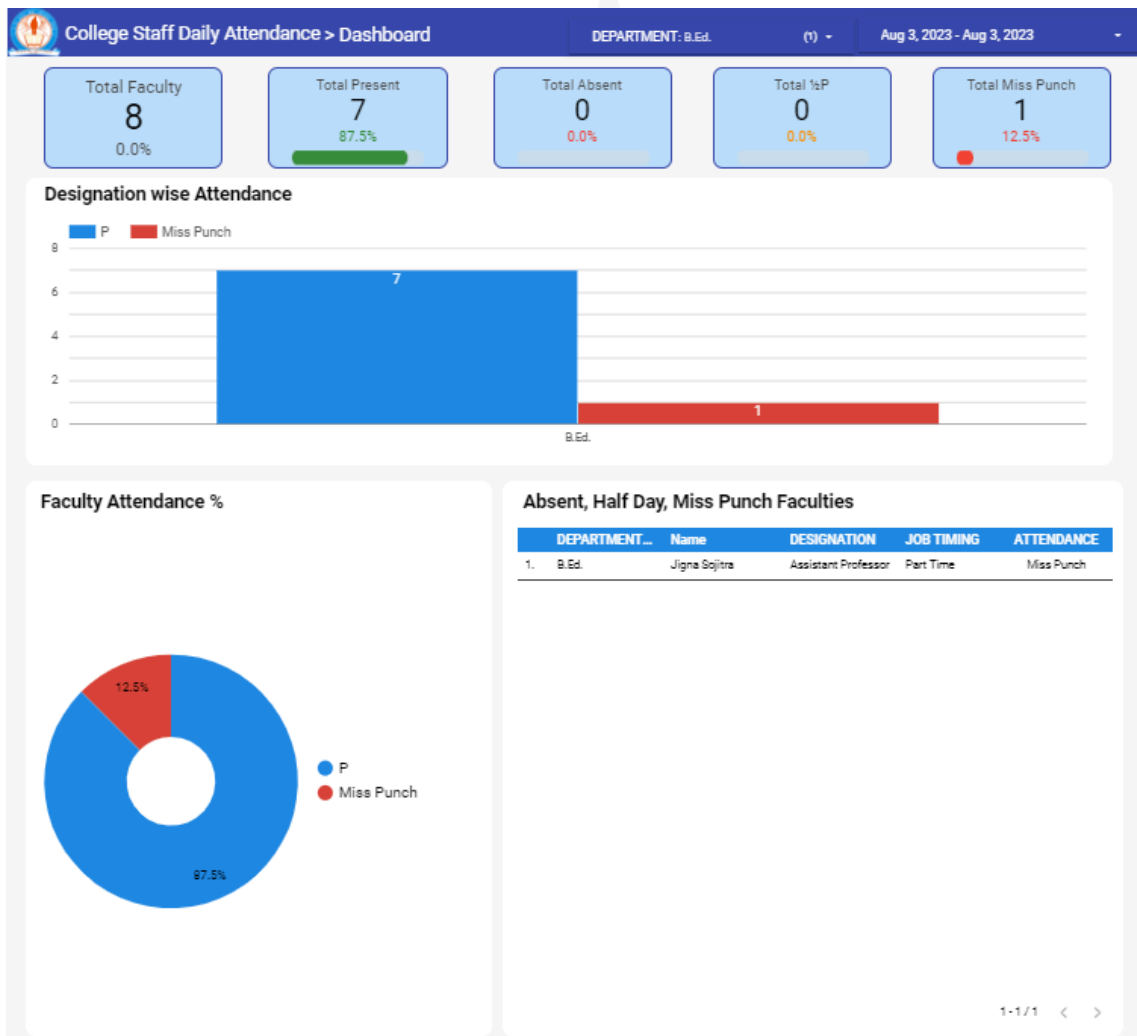 College Staff Daily Attendance > Dashboard
DEPARTMENT: B.Ed. (1)
Aug 3, 2023 - Aug 3, 2023
Total Faculty
8
0.0%
Total Present
7
87.5%
Total Absent
0
0.0%
Total ½P
0
0.0%
Total Miss Punch
1
12.5%
Designation wise Attendance
P Miss Punch
8
6
4
2
0
7
1
B.Ed.
Faculty Attendance %
12.5%
87.5%
P
Miss Punch
Absent, Half Day, Miss Punch Faculties
DEPARTMENT... Name DESIGNATION JOB TIMING ATTENDANCE
1. B.Ed. Jigna Sojitra Assistant Professor Part Time Miss Punch
1 - 1 / 1 < >